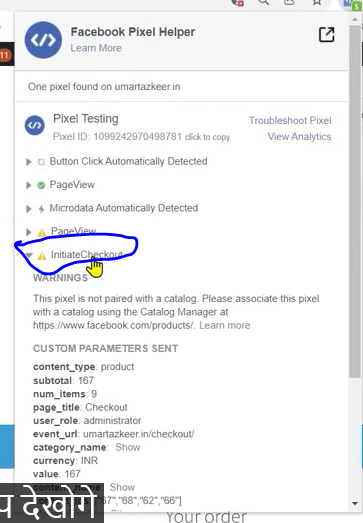 Facebook Pixel Helper
Learn More
11
5
One pixel found on umartazkeer.in
Pixel Testing
Troubleshoot Pixel
Pixel ID: 1099242970498781 click to copy
View Analytics
Button Click Automatically Detected
PageView
Microdata Automatically Detected
PageView
InitiateCheckout
WARNINGS
This pixel is not paired with a catalog. Please associate this pixel
with a catalog using the Catalog Manager at
https://www.facebook.com/products/. Learn more
CUSTOM PARAMETERS SENT
content_type: product
subtotal: 167
num_items: 9
page_title: Checkout
user_role: administrator
event_url: umartazkeer.in/checkout/
category_name: Show
currency: INR
value: 167
Show
"67","68","62","66"]
देखोगे
Your order